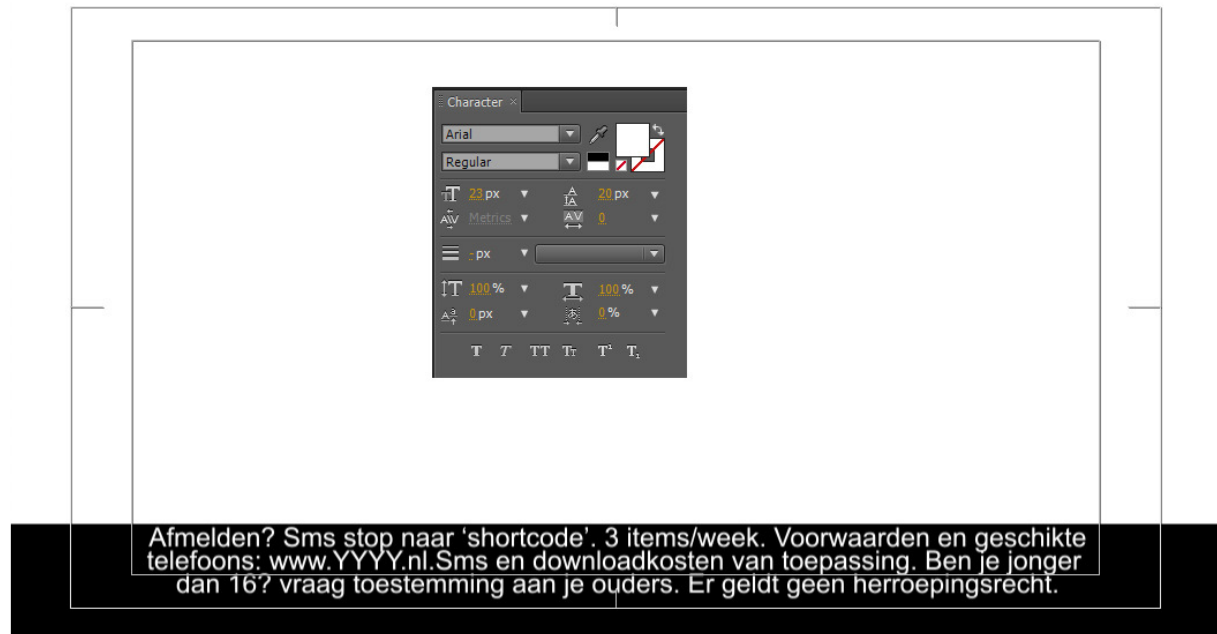 Character ×
Arial
Regular
23 px 20 px
Metrics 0
- px
100 % 100 %
0 px 0 %
T T TT Tr T¹ T₁
Afmelden? Sms stop naar ‘shortcode’. 3 items/week. Voorwaarden en geschikte
telefoons: www.YYYY.nl.Sms en downloadkosten van toepassing. Ben je jonger
dan 16? vraag toestemming aan je ouders. Er geldt geen herroepingsrecht.